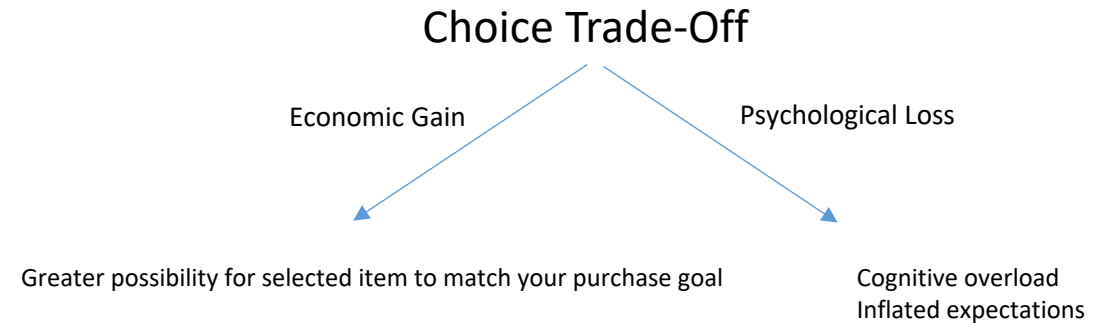 Choice Trade-Off
Economic Gain
Psychological Loss
Greater possibility for selected item to match your purchase goal
Cognitive overload
Inflated expectations